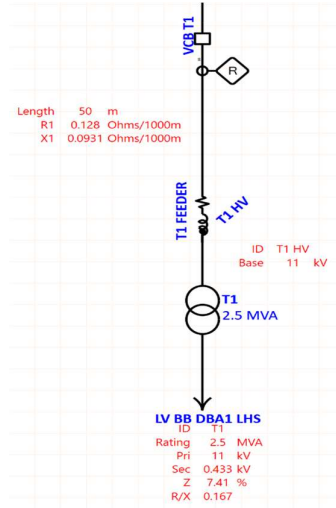 VCB T1
R
Length 50 m
R1 0.128 Ohms/1000m
X1 0.0931 Ohms/1000m
T1 FEEDER
T1 HV
ID T1 HV
Base 11 kV
T1
2.5 MVA
LV BB DBA1 LHS
ID T1
Rating 2.5 MVA
Pri 11 kV
Sec 0.433 kV
Z 7.41 %
R/X 0.167